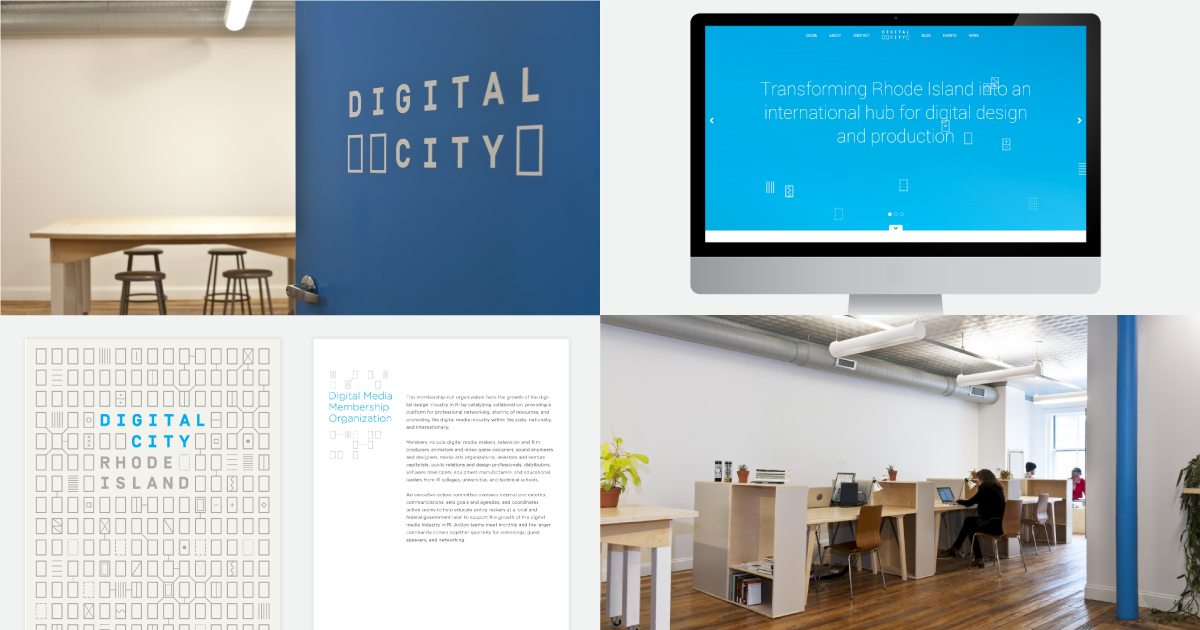 DIGITAL
CITY
DCOMS ABOUT CONTACT DIGITAL CITY BLOG EVENTS NEWS
Transforming Rhode Island into an
international hub for digital design
and production
DIGITAL
CITY
RHODE
ISLAND
Digital Media
Membership
Organization
This membership-run organization fuels the growth of the digi-
tal design industry in RI by catalyzing collaboration, providing a
platform for professional networking, sharing of resources, and
promoting the digital media industry within the state, nationally,
and internationally.
Members include digital media makers, television and film
producers, animators and video game designers, sound engineers
and designers, media arts organizations, investors and venture
capitalists, public relations and design professionals, distributors,
software developers, equipment manufacturers, and educational
leaders from RI colleges, universities, and technical schools.
An executive action committee oversees internal and external
communications, sets goals and agendas, and coordinates
action teams to help educate policy makers at a local and
federal government level to support the growth of the digital
media industry in RI. Action teams meet monthly and the larger
community comes together quarterly for screenings, guest
speakers, and networking.